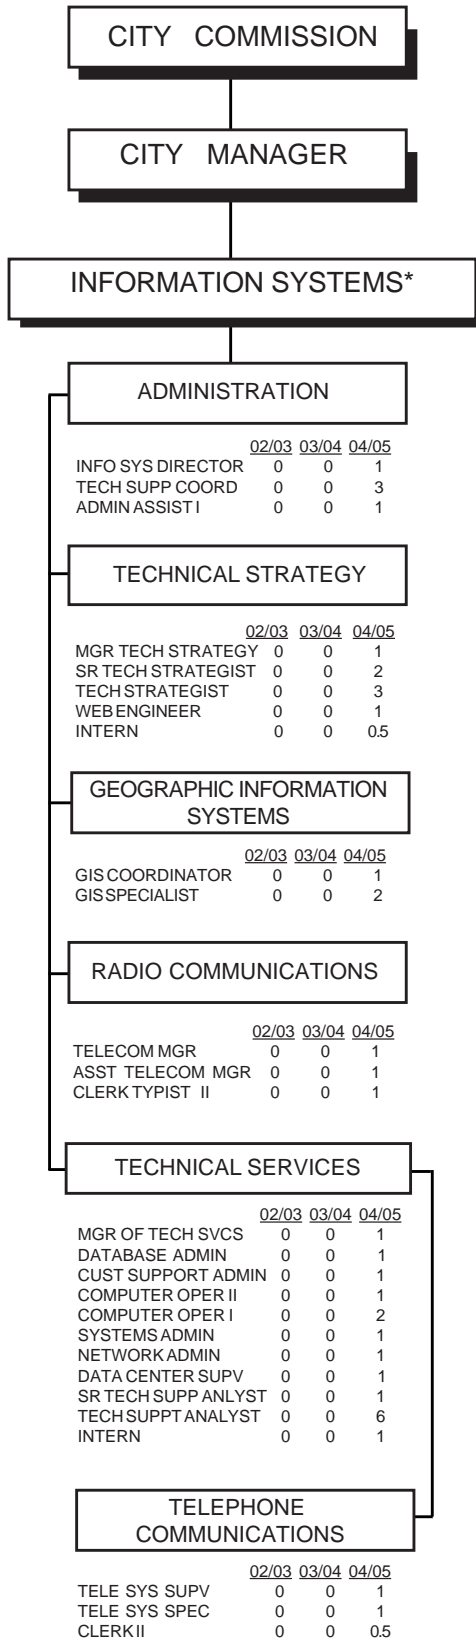 CITY COMMISSION
CITY MANAGER
INFORMATION SYSTEMS*
ADMINISTRATION
02/03 03/04 04/05
INFO SYS DIRECTOR 0 0 1
TECH SUPP COORD 0 0 3
ADMIN ASSIST I 0 0 1
TECHNICAL STRATEGY
02/03 03/04 04/05
MGR TECH STRATEGY 0 0 1
SR TECH STRATEGIST 0 0 2
TECH STRATEGIST 0 0 3
WEB ENGINEER 0 0 1
INTERN 0 0 0.5
GEOGRAPHIC INFORMATION
SYSTEMS
02/03 03/04 04/05
GIS COORDINATOR 0 0 1
GIS SPECIALIST 0 0 2
RADIO COMMUNICATIONS
02/03 03/04 04/05
TELECOM MGR 0 0 1
ASST TELECOM MGR 0 0 1
CLERK TYPIST II 0 0 1
TECHNICAL SERVICES
02/03 03/04 04/05
MGR OF TECH SVCS 0 0 1
DATABASE ADMIN 0 0 1
CUST SUPPORT ADMIN 0 0 1
COMPUTER OPER II 0 0 1
COMPUTER OPER I 0 0 2
SYSTEMS ADMIN 0 0 1
NETWORK ADMIN 0 0 1
DATA CENTER SUPV 0 0 1
SR TECH SUPP ANLYST 0 0 1
TECH SUPPT ANALYST 0 0 6
INTERN 0 0 1
TELEPHONE
COMMUNICATIONS
02/03 03/04 04/05
TELE SYS SUPV 0 0 1
TELE SYS SPEC 0 0 1
CLERK II 0 0 0.5